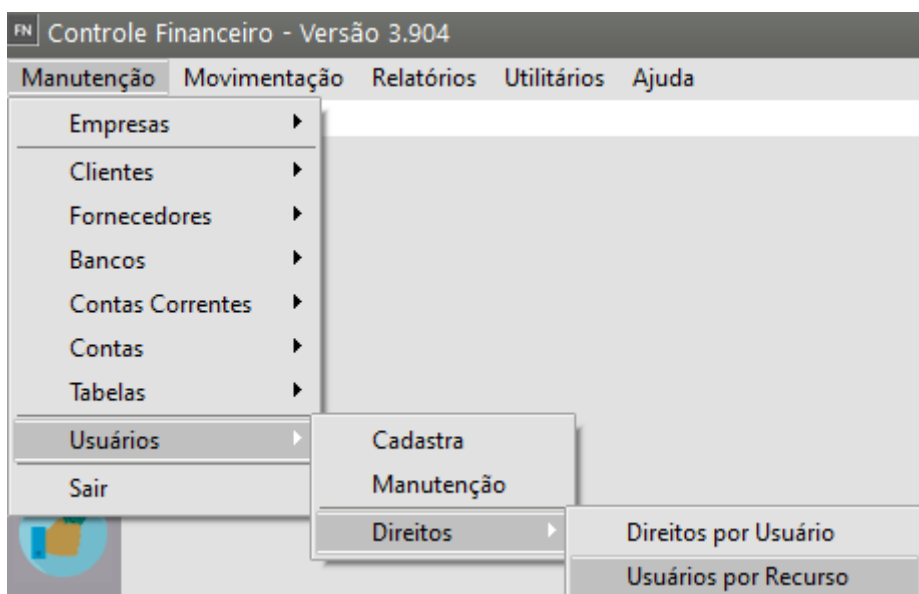 FN Controle Financeiro - Versão 3.904
Manutenção Movimentação Relatórios Utilitários Ajuda
Empresas
Clientes
Fornecedores
Bancos
Contas Correntes
Contas
Tabelas
Usuários
Sair
Cadastra
Manutenção
Direitos
Direitos por Usuário
Usuários por Recurso